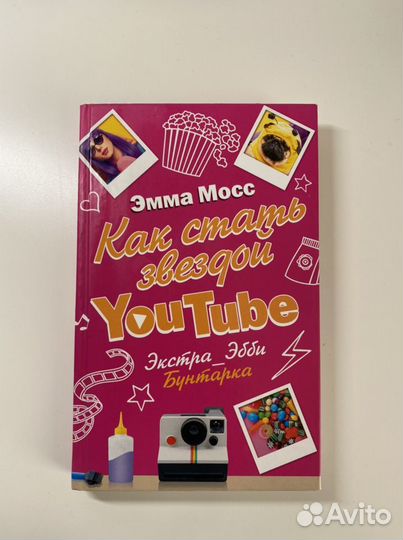 Эмма Мосс
Как стать
звездой
YouTube
Экстра_Эбби
Бунтарка
Avito